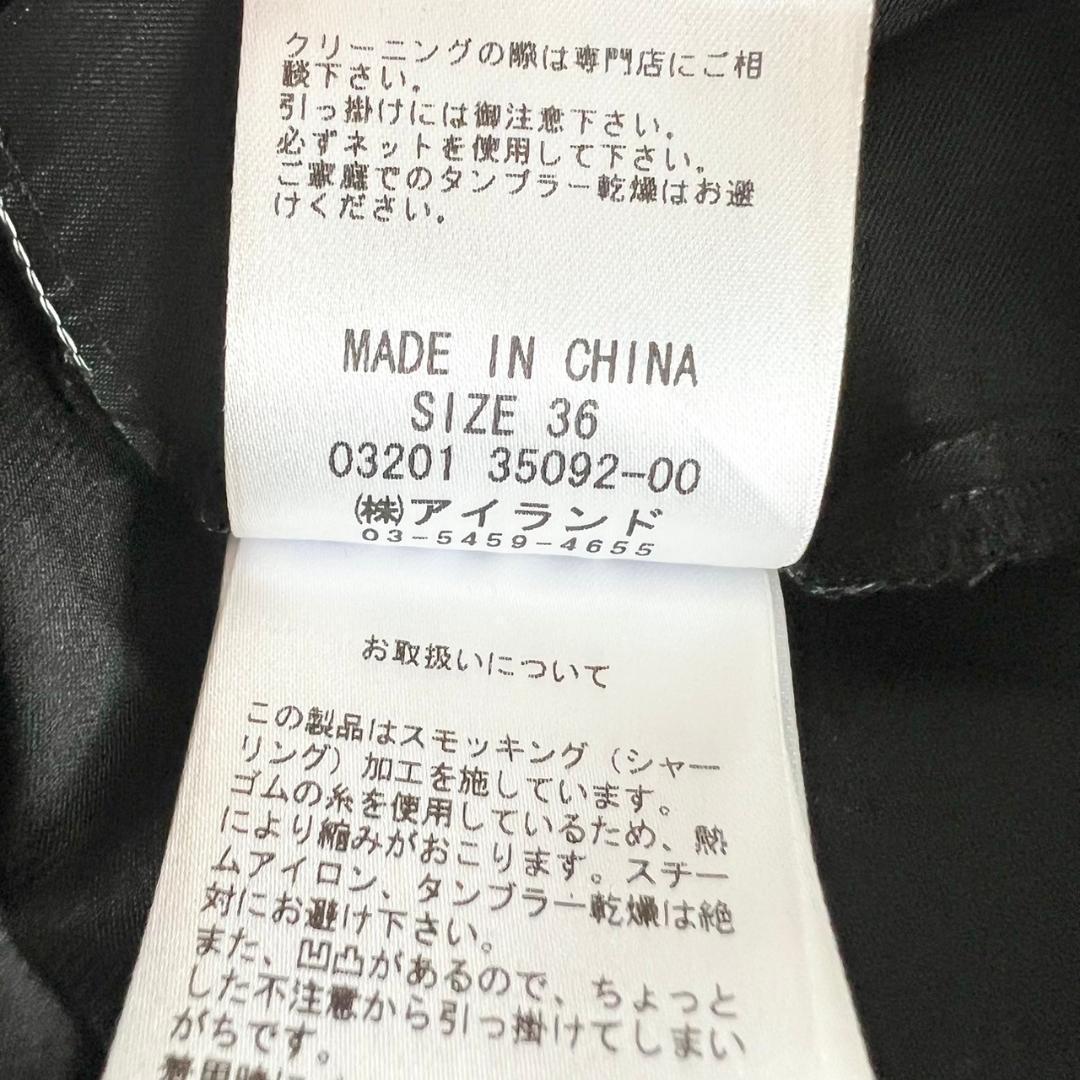 クリーニングの際は専門店にご相
談下さい。
引っ掛けには御注意下さい。
必ずネットを使用して下さい。
ご家庭でのタンブラー乾燥はお避
けください。
MADE IN CHINA
SIZE 36
03201 35092-00
㈱アイランド
03-5459-4655
お取扱いについて
この製品はスモッキング(シャー
リング)加工を施しています。
ゴムの糸を使用しているため、熱
により縮みがおこります。スチー
ムアイロン、タンブラー乾燥は絶
対にお避け下さい。
また、凹凸があるので、ちょっと
した不注意から引っ掛けてしまい
がちです。
着用時に